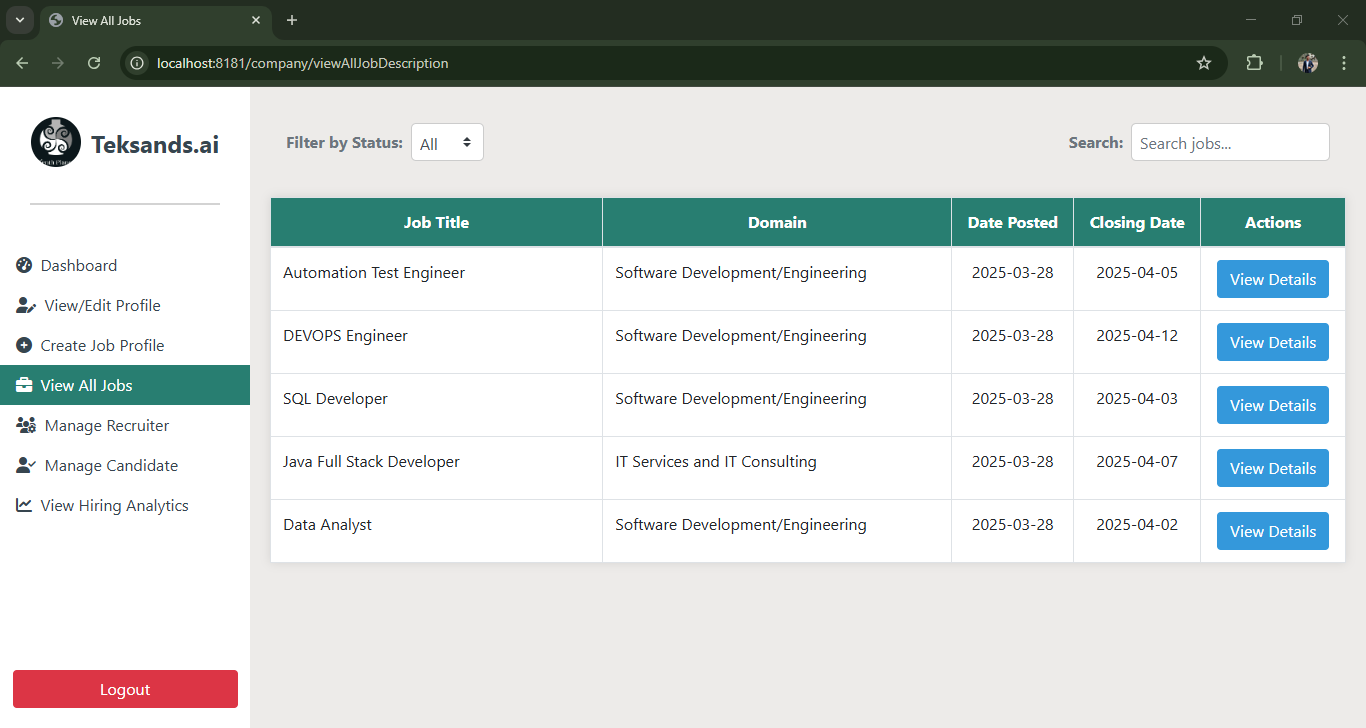 View All Jobs
localhost:8181/company/viewAllJobDescription
Teksands.ai
Filter by Status: All Search: Search jobs...
Job Title Domain Date Posted Closing Date Actions
Automation Test Engineer Software Development/Engineering 2025-03-28 2025-04-05 View Details
DEVOPS Engineer Software Development/Engineering 2025-03-28 2025-04-12 View Details
SQL Developer Software Development/Engineering 2025-03-28 2025-04-03 View Details
Java Full Stack Developer IT Services and IT Consulting 2025-03-28 2025-04-07 View Details
Data Analyst Software Development/Engineering 2025-03-28 2025-04-02 View Details
Dashboard
View/Edit Profile
Create Job Profile
View All Jobs
Manage Recruiter
Manage Candidate
View Hiring Analytics
Logout